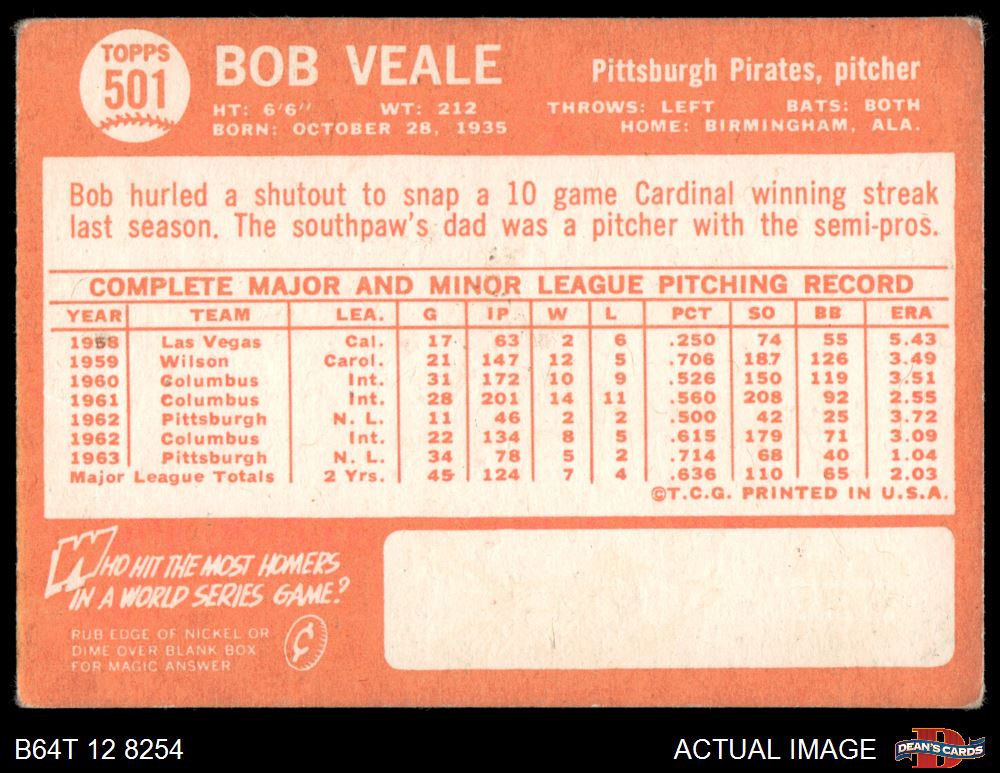 TOPPS
501
BOB VEALE
Pittsburgh Pirates, pitcher
HT: 6'6" WT: 212 THROWS: LEFT BATS: BOTH
BORN: OCTOBER 28, 1935 HOME: BIRMINGHAM, ALA.
Bob hurled a shutout to snap a 10 game Cardinal winning streak
last season. The southpaw's dad was a pitcher with the semi-pros.
COMPLETE MAJOR AND MINOR LEAGUE PITCHING RECORD
YEAR TEAM LEA. G IP W L PCT SO BB ERA
1958 Las Vegas Cal. 17 63 2 6 .250 74 55 5.43
1959 Wilson Carol. 21 147 12 5 .706 187 126 3.49
1960 Columbus Int. 31 172 10 9 .526 150 119 3.51
1961 Columbus Int. 28 201 14 11 .560 208 92 2.55
1962 Pittsburgh N. L. 11 46 2 2 .500 42 25 3.72
1962 Columbus Int. 22 134 8 5 .615 179 71 3.09
1963 Pittsburgh N. L. 34 78 5 2 .714 68 40 1.04
Major League Totals 2 Yrs. 45 124 7 4 .636 110 65 2.03
©T.C.G. PRINTED IN U.S.A.
WHO HIT THE MOST HOMERS
IN A WORLD SERIES GAME?
RUB EDGE OF NICKEL OR
DIME OVER BLANK BOX
FOR MAGIC ANSWER
¢
B64T 12 8254
ACTUAL IMAGE
D
DEAN'S CARDS